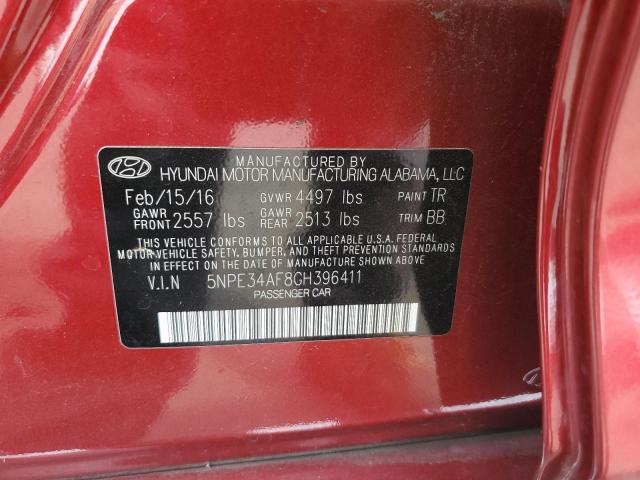 MANUFACTURED BY
HYUNDAI MOTOR MANUFACTURING ALABAMA, LLC
Feb/15/16 GVWR 4497 lbs PAINT TR
GAWR FRONT 2557 lbs GAWR REAR 2513 lbs TRIM BB
THIS VEHICLE CONFORMS TO ALL APPLICABLE U.S.A. FEDERAL
MOTOR VEHICLE SAFETY, BUMPER, AND THEFT PREVENTION STANDARDS
IN EFFECT ON THE DATE OF MANUFACTURE SHOWN ABOVE
V.I.N 5NPE34AF8GH396411
PASSENGER CAR